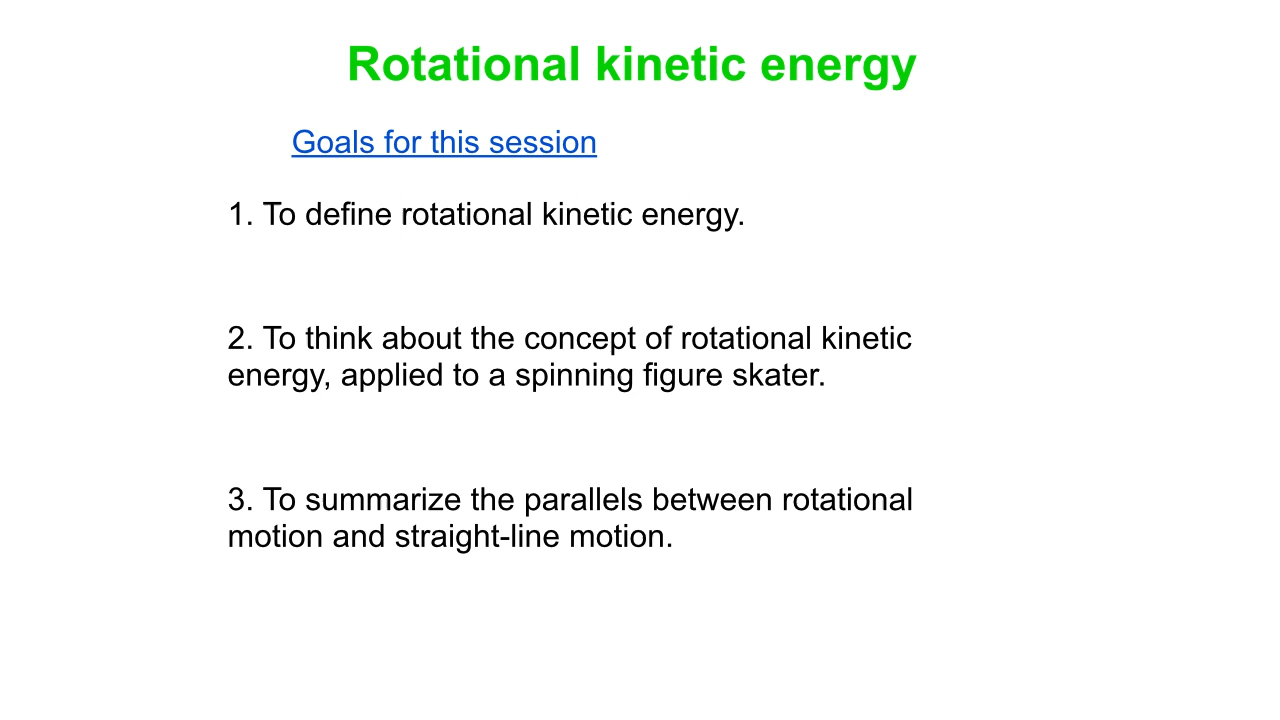 Rotational kinetic energy
Goals for this session
1. To define rotational kinetic energy.
2. To think about the concept of rotational kinetic
energy, applied to a spinning figure skater.
3. To summarize the parallels between rotational
motion and straight-line motion.